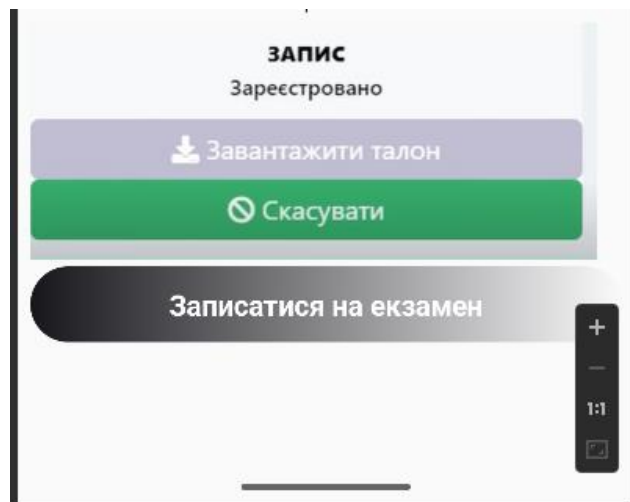 ЗАПИС
Зареєстровано
Завантажити талон
Скасувати
Записатися на екзамен
+
−
1:1